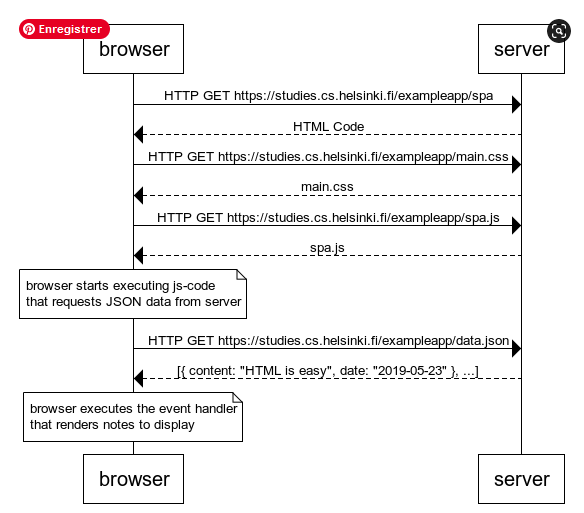 Enregistrer
browser
server
HTTP GET https://studies.cs.helsinki.fi/exampleapp/spa
HTML Code
HTTP GET https://studies.cs.helsinki.fi/exampleapp/main.css
main.css
HTTP GET https://studies.cs.helsinki.fi/exampleapp/spa.js
spa.js
browser starts executing js-code
that requests JSON data from server
HTTP GET https://studies.cs.helsinki.fi/exampleapp/data.json
[{ content: "HTML is easy", date: "2019-05-23" }, ...]
browser executes the event handler
that renders notes to display
browser
server